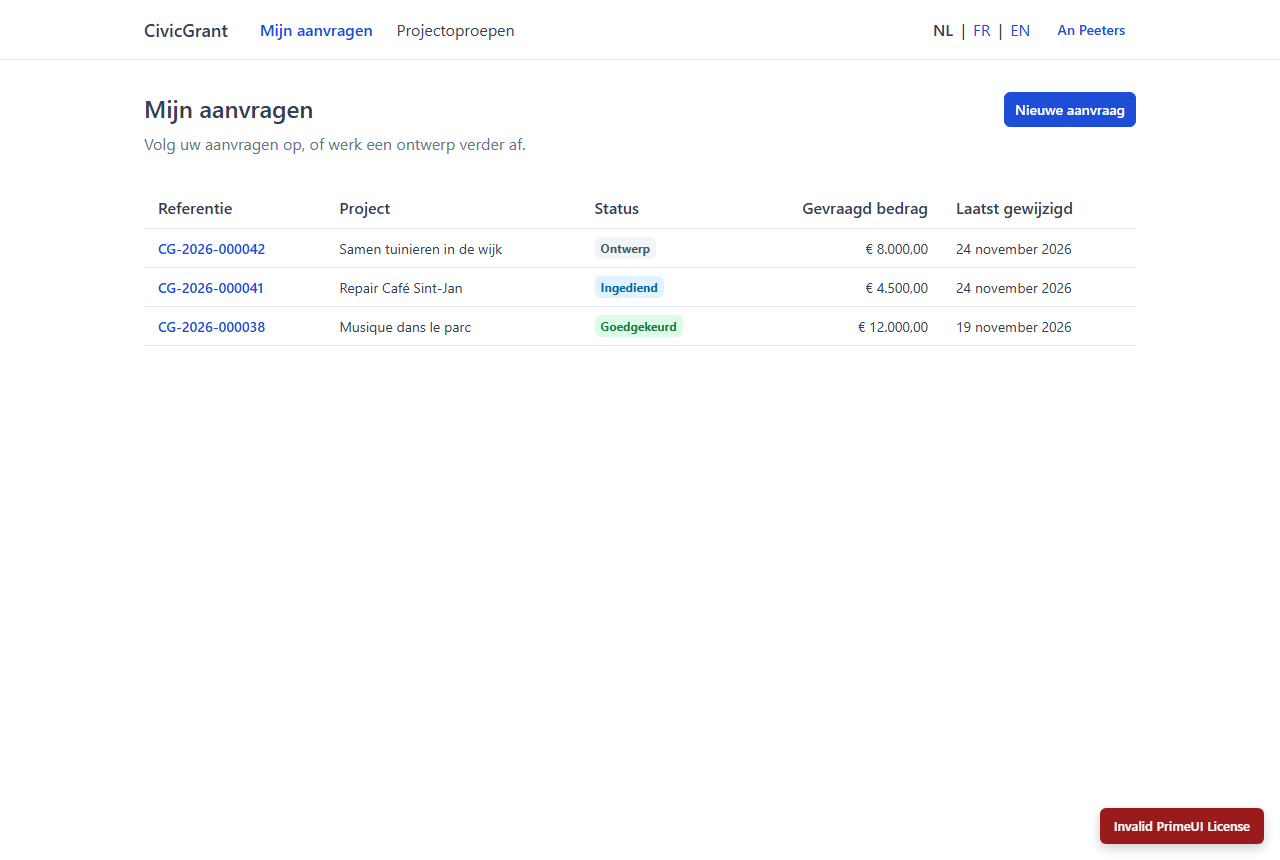 CivicGrant Mijn aanvragen Projectoproepen NL | FR | EN An Peeters
Mijn aanvragen Nieuwe aanvraag
Volg uw aanvragen op, of werk een ontwerp verder af.
Referentie Project Status Gevraagd bedrag Laatst gewijzigd
CG-2026-000042 Samen tuinieren in de wijk Ontwerp € 8.000,00 24 november 2026
CG-2026-000041 Repair Café Sint-Jan Ingediend € 4.500,00 24 november 2026
CG-2026-000038 Musique dans le parc Goedgekeurd € 12.000,00 19 november 2026
Invalid PrimeUI License